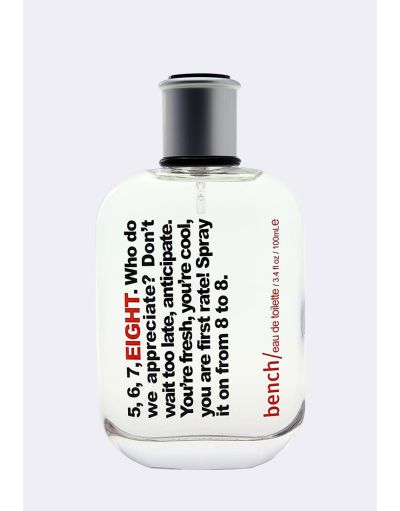 5, 6, 7, EIGHT. Who do
we appreciate? Don't
wait too late, anticipate.
You're fresh, you're cool,
you are first rate! Spray
it on from 8 to 8.
bench/ eau de toilette / 3.4 fl oz / 100mL e